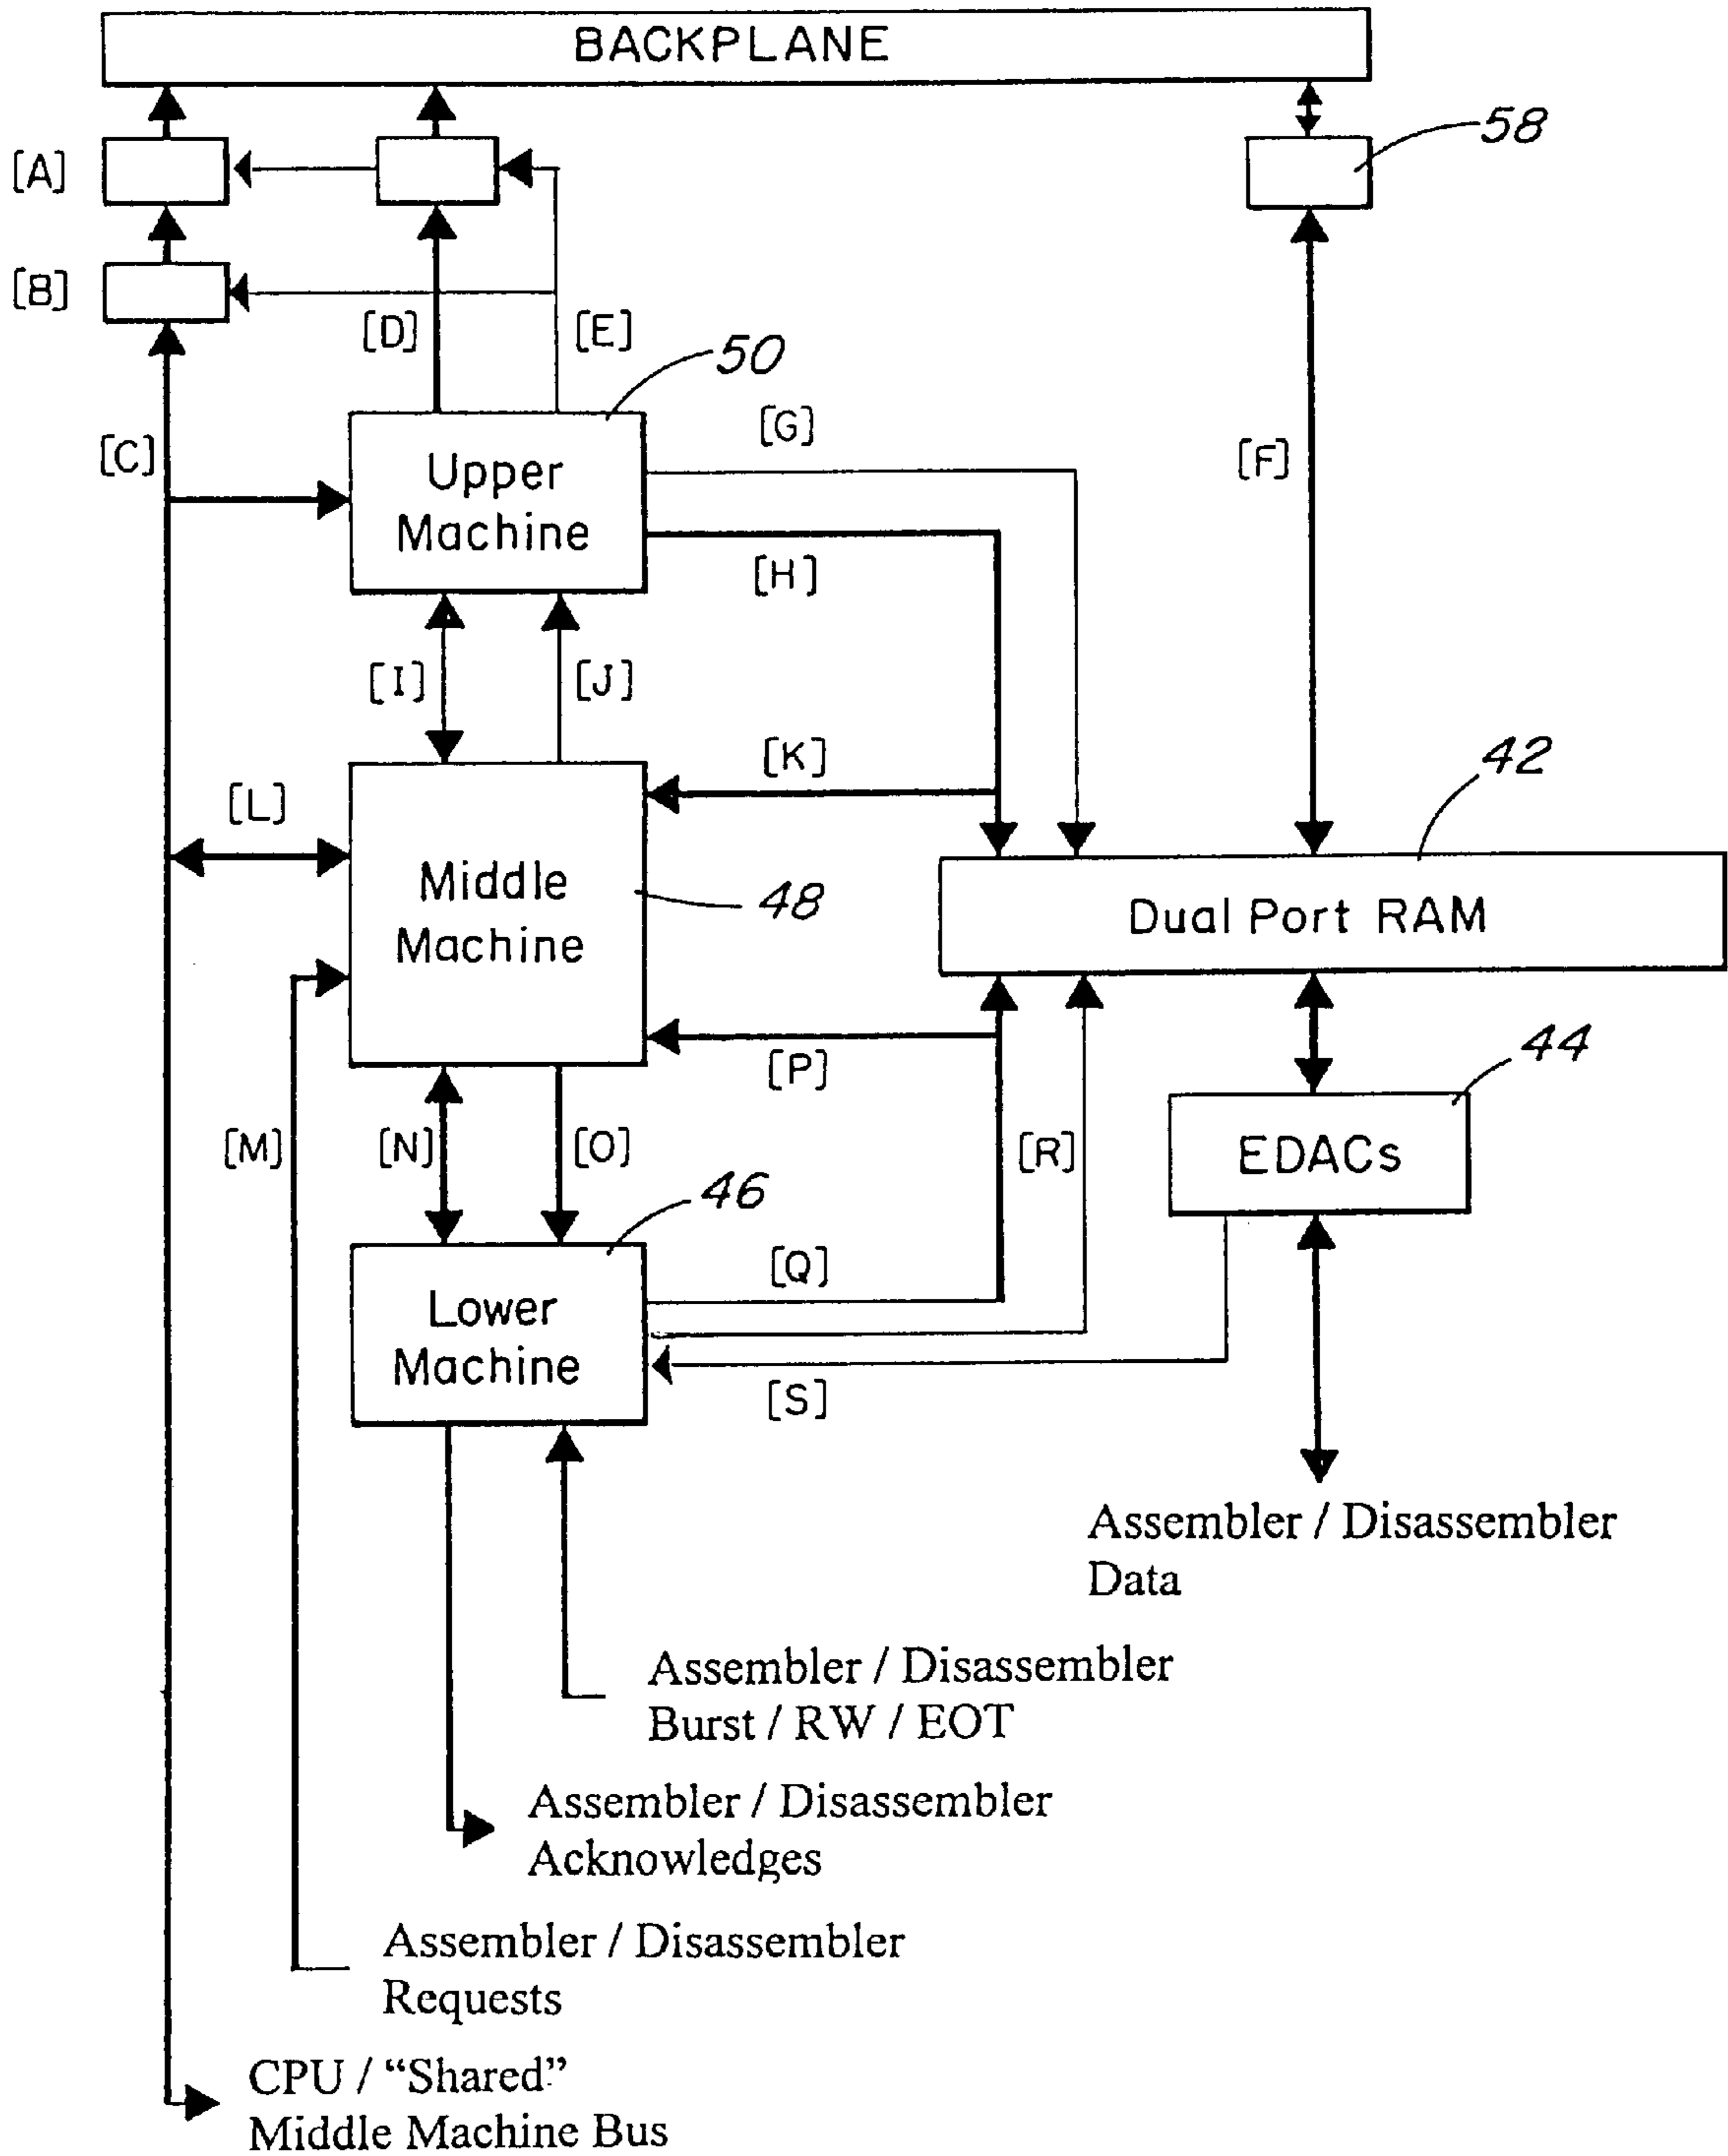 BACKPLANE
58
[A]
[B]
[D]
[E]
50
[G]
[C]
[F]
Upper
Machine
[H]
[I]
[J]
[K]
42
[L]
Middle
Machine
48
Dual Port RAM
44
[P]
[M]
[N]
[O]
[R]
EDACs
46
[Q]
Lower
Machine
[S]
Assembler / Disassembler
Data
Assembler / Disassembler
Burst / RW / EOT
Assembler / Disassembler
Acknowledges
Assembler / Disassembler
Requests
CPU / “Shared”
Middle Machine Bus